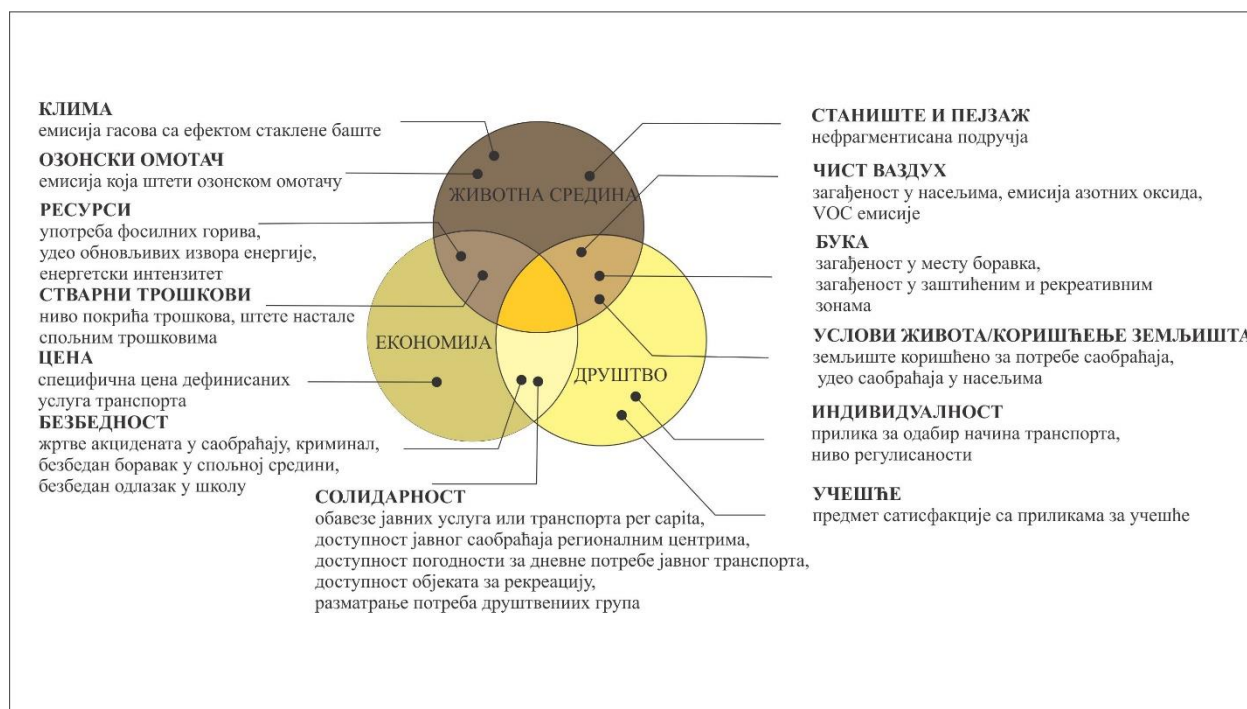 КЛИМА
емисија гасова са ефектом стаклене баште
ОЗОНСКИ ОМОТАЧ
емисија која штети озонском омотачу
РЕСУРСИ
употреба фосилних горива,
удео обновљивих извора енергије,
енергетски интензитет
СТВАРНИ ТРОШКОВИ
ниво покрића трошкова, штете настале
спољним трошковима
ЦЕНА
специфична цена дефинисаних
услуга транспорта
БЕЗБЕДНОСТ
жртве акцидената у саобраћају, криминал,
безбедан боравак у спољној средини,
безбедан одлазак у школу
СОЛИДАРНОСТ
обавезе јавних услуга или транспорта per capita,
доступност јавног саобраћаја регионалним центрима,
доступност погодности за дневне потребе јавног транспорта,
доступност објеката за рекреацију,
разматрање потреба друштвениих група
ЖИВОТНА СРЕДИНА
ЕКОНОМИЈА
ДРУШТВО
СТАНИШТЕ И ПЕЈЗАЖ
нефрагментисана подручја
ЧИСТ ВАЗДУХ
загађеност у насељима, емисија азотних оксида,
VOC емисије
БУКА
загађеност у месту боравка,
загађеност у заштићеним и рекреативним
зонама
УСЛОВИ ЖИВОТА/КОРИШЋЕЊЕ ЗЕМЉИШТА
земљиште коришћено за потребе саобраћаја,
удео саобраћаја у насељима
ИНДИВИДУАЛНОСТ
прилика за одабир начина транспорта,
ниво регулисаности
УЧЕШЋЕ
предмет сатисфакције са приликама за учешће